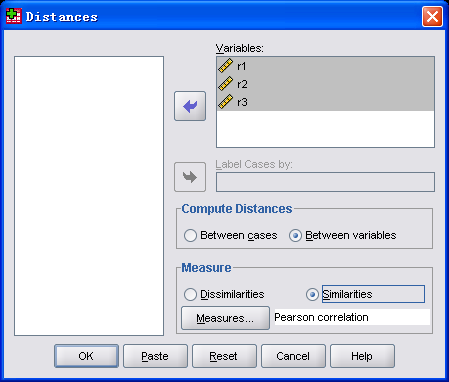 Distances
Variables:
r1
r2
r3
Label Cases by:
Compute Distances
Between cases
Between variables
Measure
Dissimilarities
Similarities
Measures...
Pearson correlation
OK
Paste
Reset
Cancel
Help